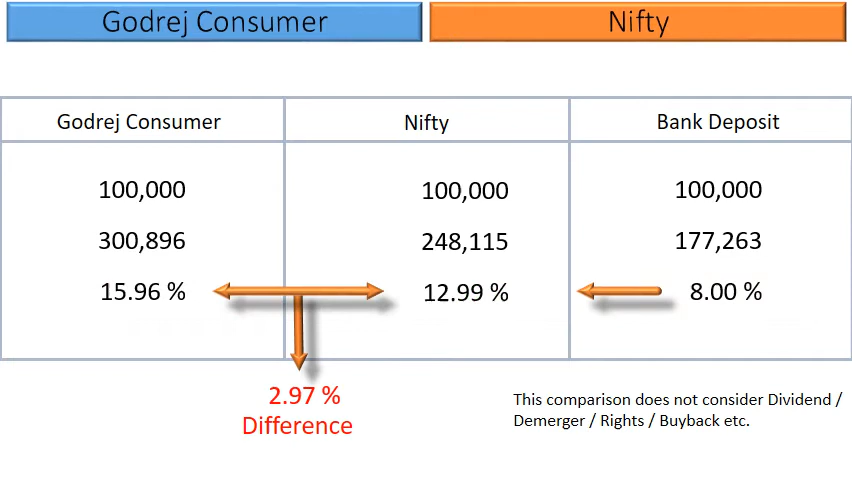 Godrej Consumer Nifty
Godrej Consumer Nifty Bank Deposit
100,000 100,000 100,000
300,896 248,115 177,263
15.96 % 12.99 % 8.00 %
2.97 %
Difference
This comparison does not consider Dividend /
Demerger / Rights / Buyback etc.